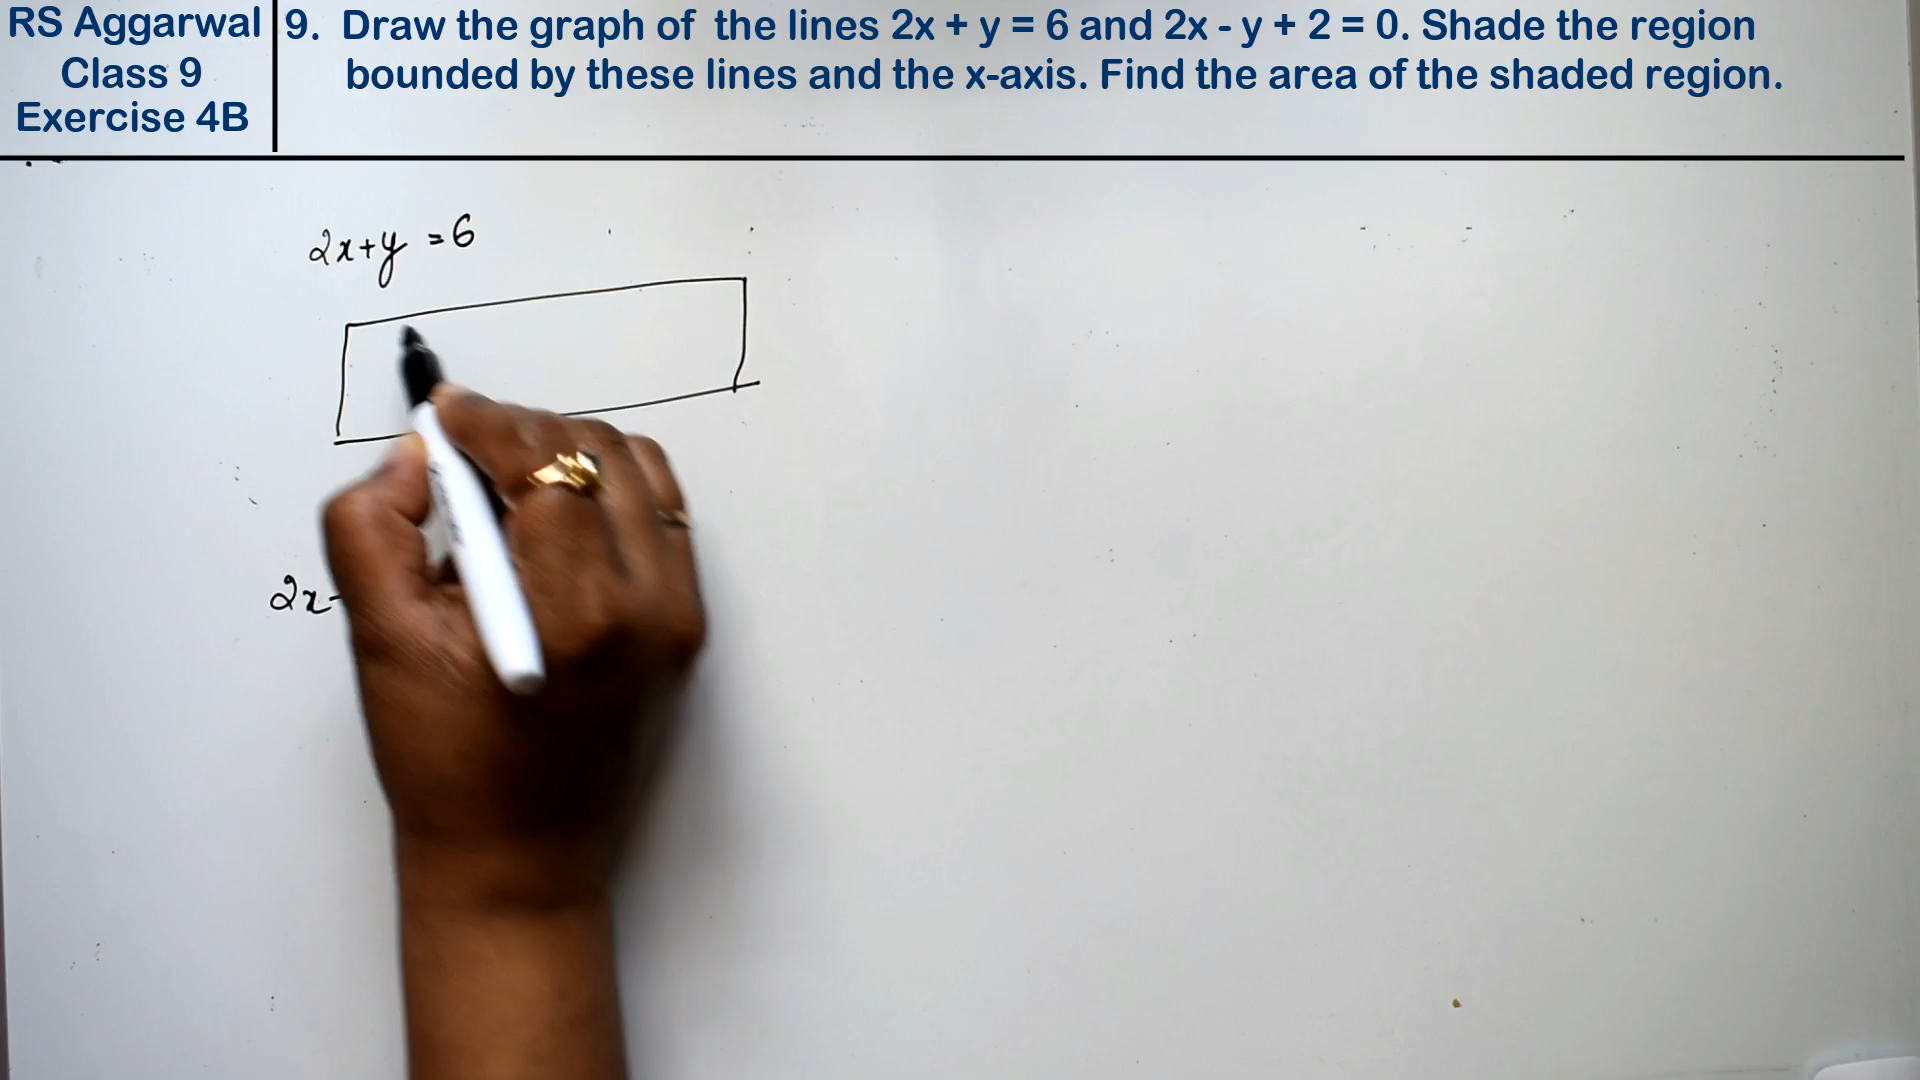 RS Aggarwal
Class 9
Exercise 4B
9. Draw the graph of the lines 2x + y = 6 and 2x - y + 2 = 0. Shade the region
bounded by these lines and the x-axis. Find the area of the shaded region.
2x+y = 6
2x-